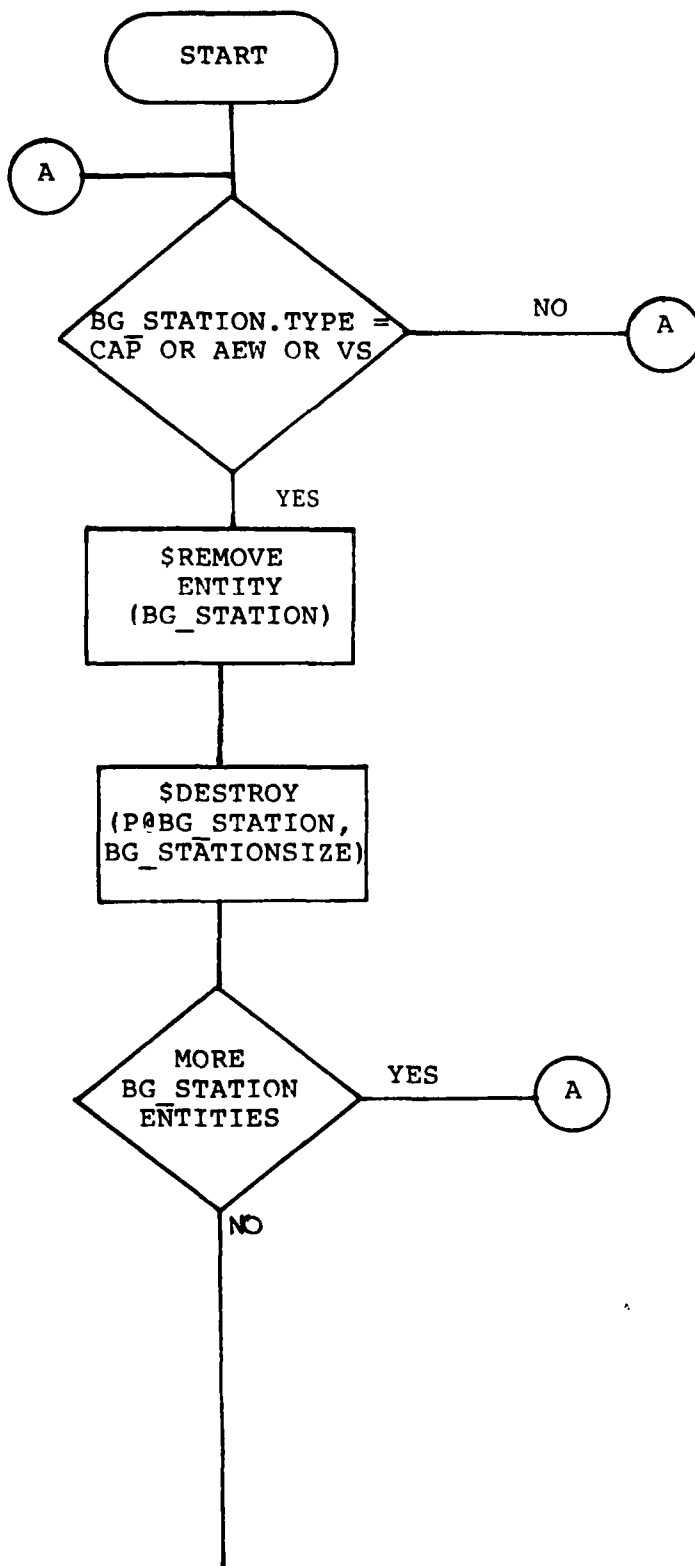 START
A
BG_STATION.TYPE =
CAP OR AEW OR VS
NO
A
YES
$REMOVE
ENTITY
(BG_STATION)
$DESTROY
(P@BG_STATION,
BG_STATIONSIZE)
MORE
BG_STATION
ENTITIES
YES
A
NO